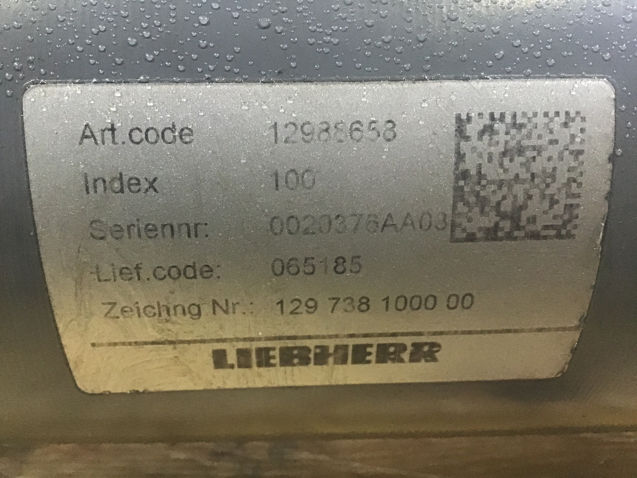 Art.code 12988658
Index 100
Seriennr: 0020376AA03
Lief.code: 065185
Zeichng Nr.: 129 738 1000 00
LIEBHERR